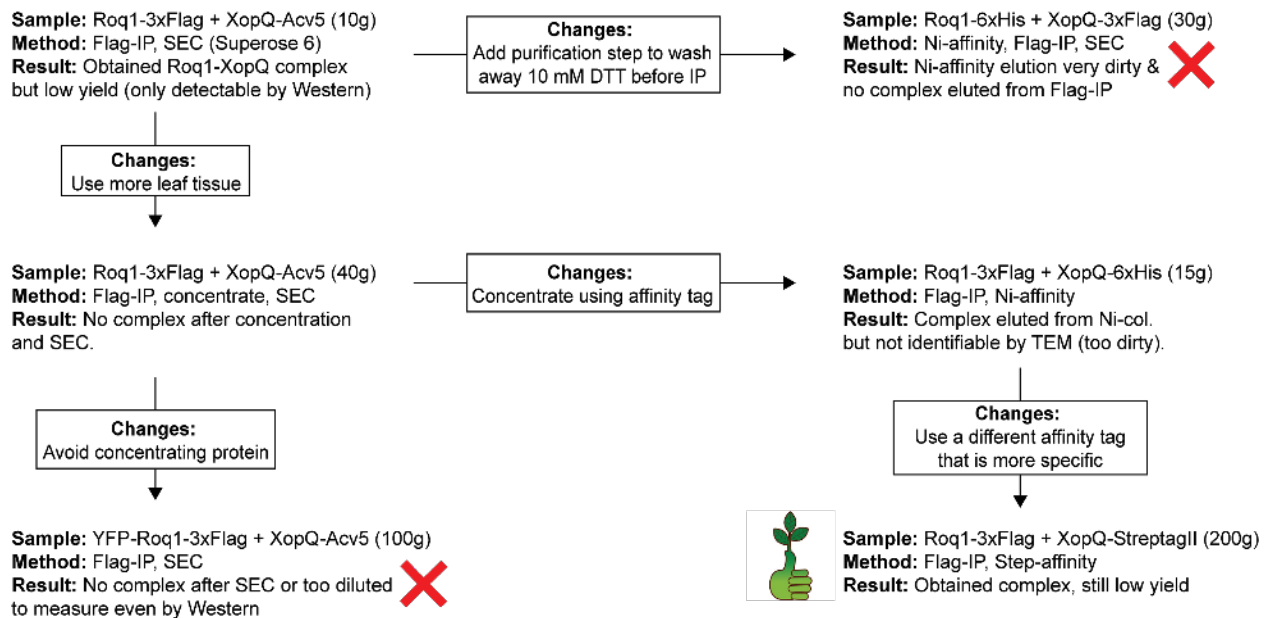 Sample: Roq1-3xFlag + XopQ-Acv5 (10g)
Method: Flag-IP, SEC (Superose 6)
Result: Obtained Roq1-XopQ complex
but low yield (only detectable by Western)
Changes:
Add purification step to wash
away 10 mM DTT before IP
Sample: Roq1-6xHis + XopQ-3xFlag (30g)
Method: Ni-affinity, Flag-IP, SEC
Result: Ni-affinity elution very dirty &
no complex eluted from Flag-IP
Changes:
Use more leaf tissue
Sample: Roq1-3xFlag + XopQ-Acv5 (40g)
Method: Flag-IP, concentrate, SEC
Result: No complex after concentration
and SEC.
Changes:
Concentrate using affinity tag
Sample: Roq1-3xFlag + XopQ-6xHis (15g)
Method: Flag-IP, Ni-affinity
Result: Complex eluted from Ni-col.
but not identifiable by TEM (too dirty).
Changes:
Avoid concentrating protein
Changes:
Use a different affinity tag
that is more specific
Sample: YFP-Roq1-3xFlag + XopQ-Acv5 (100g)
Method: Flag-IP, SEC
Result: No complex after SEC or too diluted
to measure even by Western
Sample: Roq1-3xFlag + XopQ-StreptagII (200g)
Method: Flag-IP, Step-affinity
Result: Obtained complex, still low yield